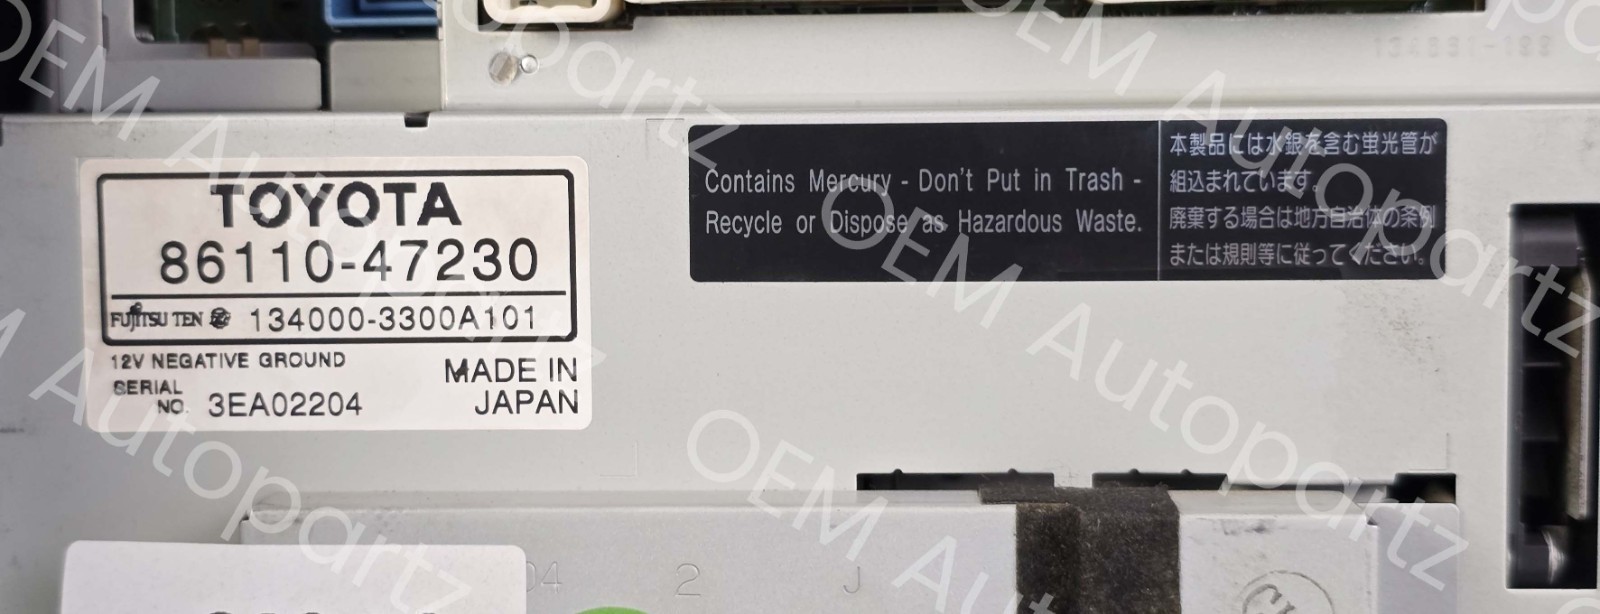 134891-100
TOYOTA
86110-47230
FUJITSU TEN 134000-3300A101
12V NEGATIVE GROUND
SERIAL
NO. 3EA02204
MADE IN
JAPAN
Contains Mercury - Don't Put in Trash -
Recycle or Dispose as Hazardous Waste.
本製品には水銀を含む蛍光管が
組込まれています。
廃棄する場合は地方自治体の条例
または規則等に従ってください。
04 2 J
OEM Autopartz
OEM Autopartz
OEM Autopartz
OEM Autopartz